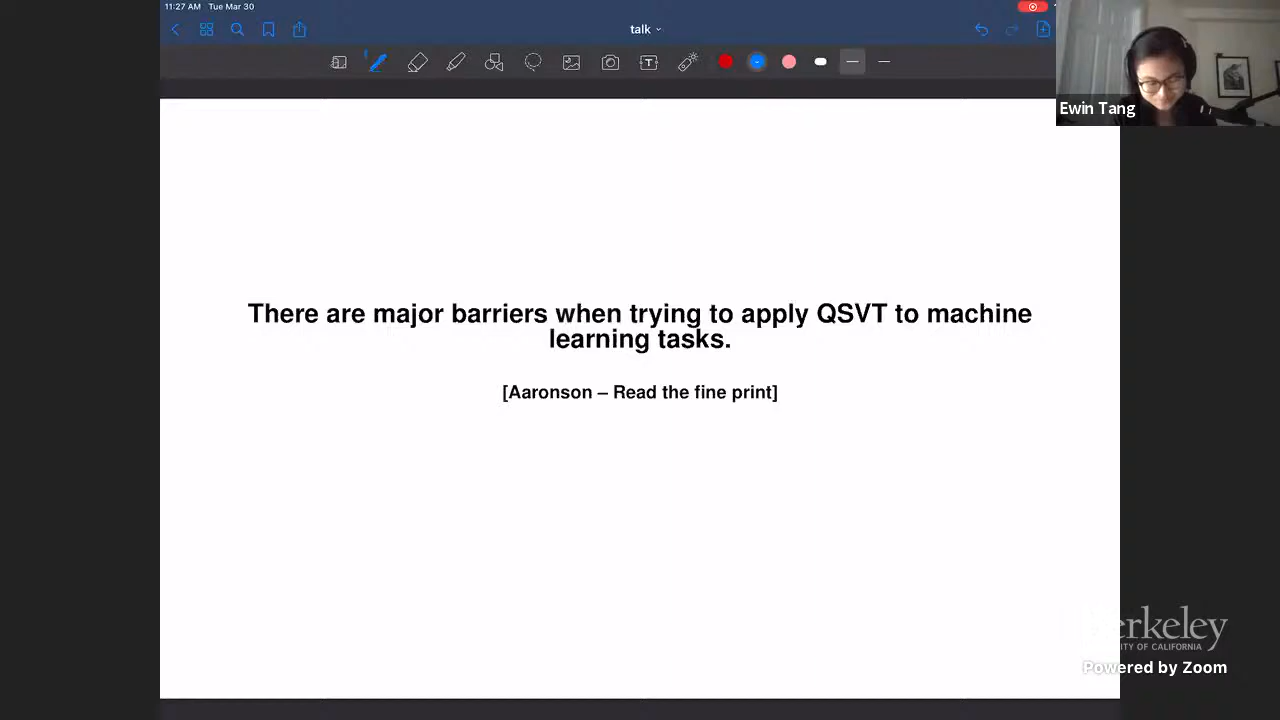 11:27 AM Tue Mar 30
talk
T
Ewin Tang
There are major barriers when trying to apply QSVT to machine
learning tasks.
[Aaronson – Read the fine print]
Berkeley
ITY OF CALIFORNIA
Powered by Zoom